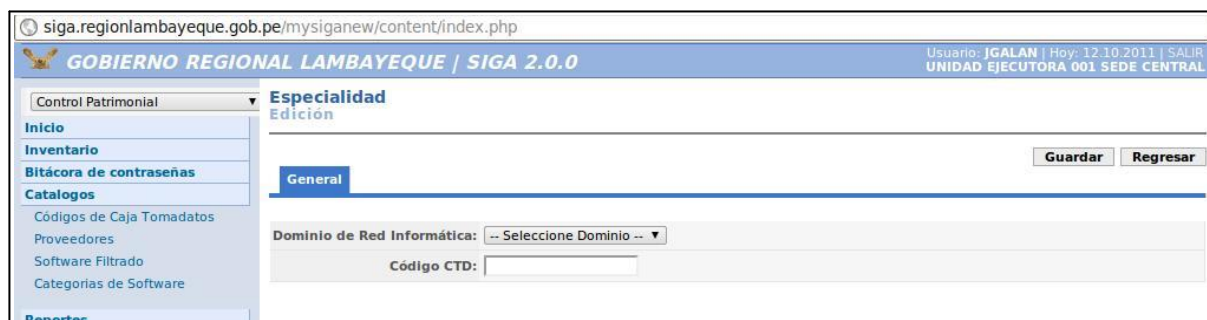 siga.regionlambayeque.gob.pe/mysiganew/content/index.php
GOBIERNO REGIONAL LAMBAYEQUE | SIGA 2.0.0
Usuario: JGALAN | Hoy: 12.10.2011 | SALIR
UNIDAD EJECUTORA 001 SEDE CENTRAL
Control Patrimonial
Inicio
Inventario
Bitácora de contraseñas
Catalogos
Códigos de Caja Tomadatos
Proveedores
Software Filtrado
Categorias de Software
Reportes
Especialidad
Edición
Guardar Regresar
General
Dominio de Red Informática: -- Seleccione Dominio --
Código CTD: